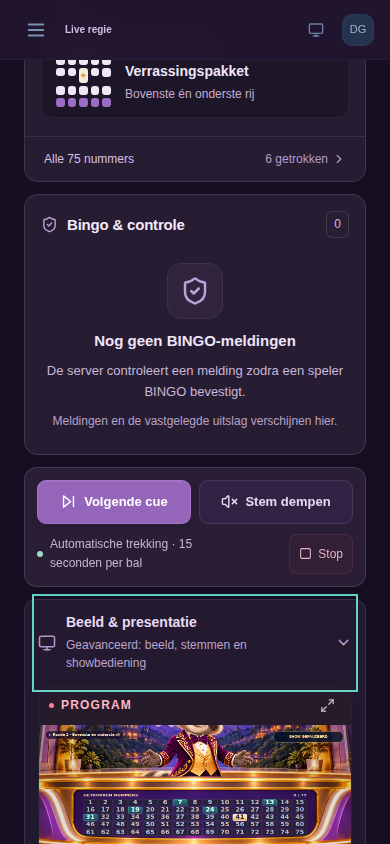 Live regie
DG
Verrassingspakket
Bovenste én onderste rij
Alle 75 nummers
6 getrokken
Bingo & controle
0
Nog geen BINGO-meldingen
De server controleert een melding zodra een speler
BINGO bevestigt.
Meldingen en de vastgelegde uitslag verschijnen hier.
Volgende cue
Stem dempen
Automatische trekking · 15
seconden per bal
Stop
Beeld & presentatie
Geavanceerd: beeld, stemmen en
showbediening
PROGRAM
SHOW GEPAUZEERD
GETROKKEN NUMMERS
6 / 75
1 2 3 4 5 6 7 8 9 10 11 12 13 14 15
16 17 18 19 20 21 22 23 24 25 26 27 28 29 30
31 32 33 34 35 36 37 38 39 40 41 42 43 44 45
46 47 48 49 50 51 52 53 54 55 56 57 58 59 60
61 62 63 64 65 66 67 68 69 70 71 72 73 74 75